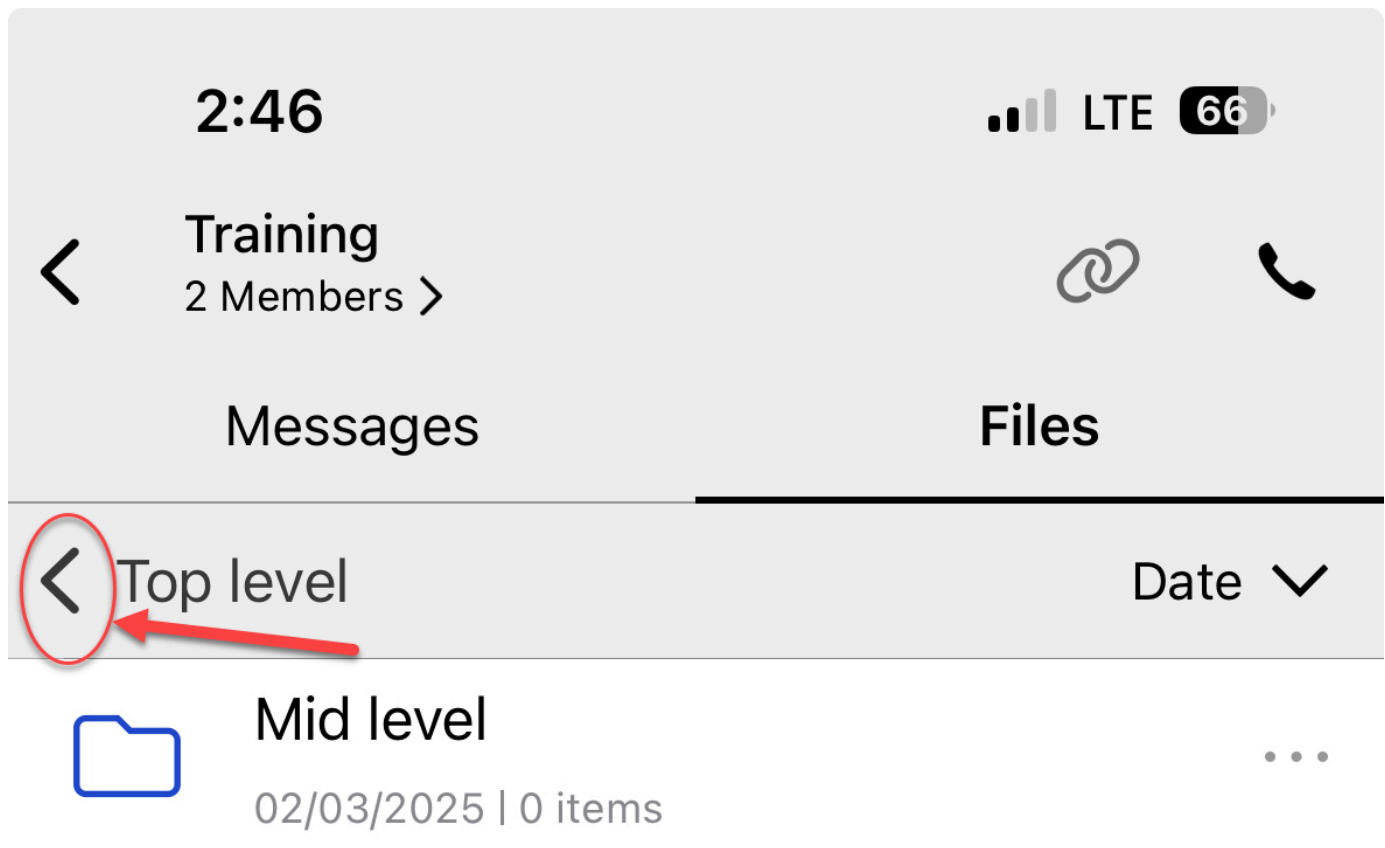 2:46 LTE 66
Training
2 Members
Messages Files
Top level Date
Mid level
02/03/2025 | 0 items